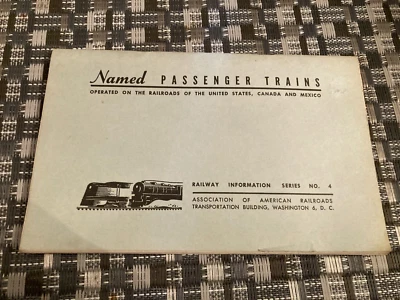 Named PASSENGER TRAINS
OPERATED ON THE RAILROADS OF THE UNITED STATES, CANADA AND MEXICO
RAILWAY INFORMATION SERIES NO. 4
ASSOCIATION OF AMERICAN RAILROADS
TRANSPORTATION BUILDING, WASHINGTON 6, D. C.